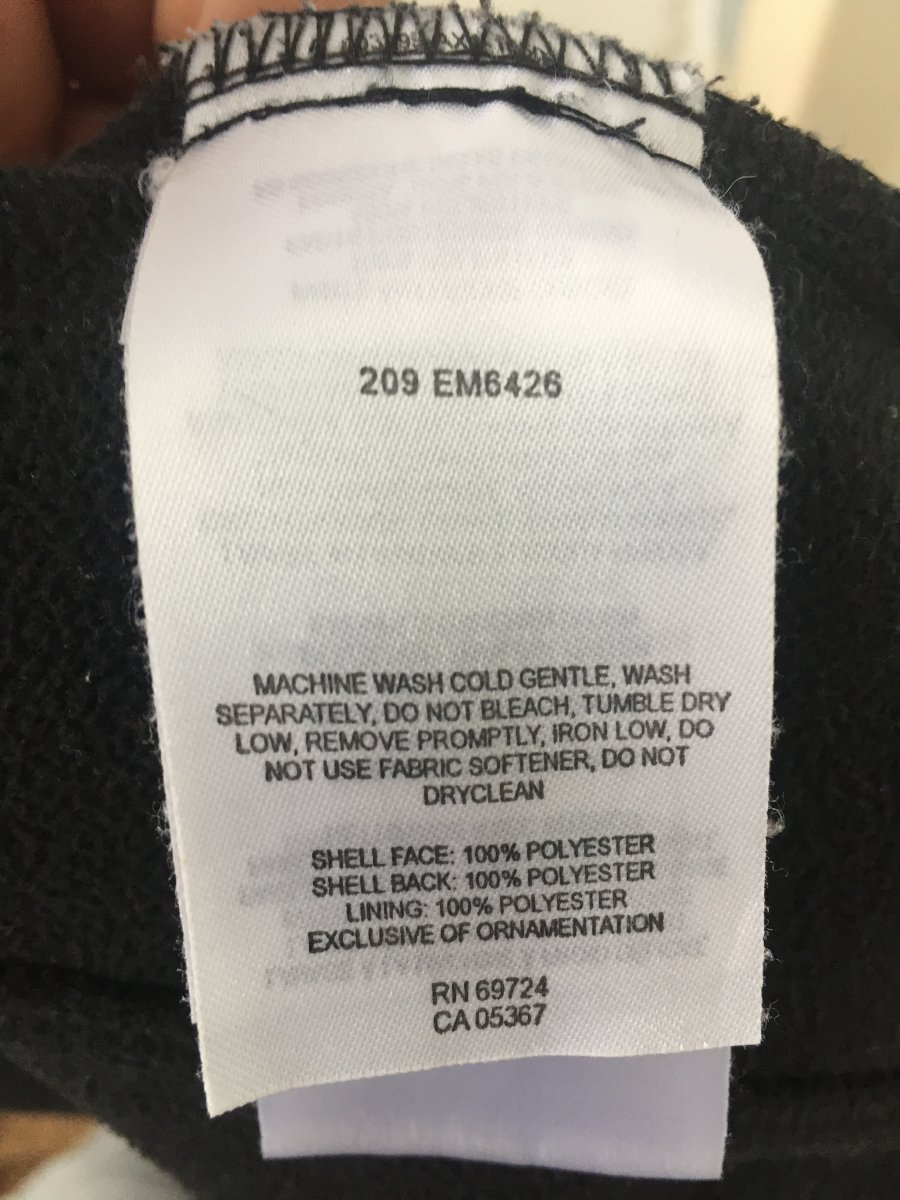 209 EM6426
MACHINE WASH COLD GENTLE, WASH
SEPARATELY, DO NOT BLEACH, TUMBLE DRY
LOW, REMOVE PROMPTLY, IRON LOW, DO
NOT USE FABRIC SOFTENER, DO NOT
DRYCLEAN
SHELL FACE: 100% POLYESTER
SHELL BACK: 100% POLYESTER
LINING: 100% POLYESTER
EXCLUSIVE OF ORNAMENTATION
RN 69724
CA 05367